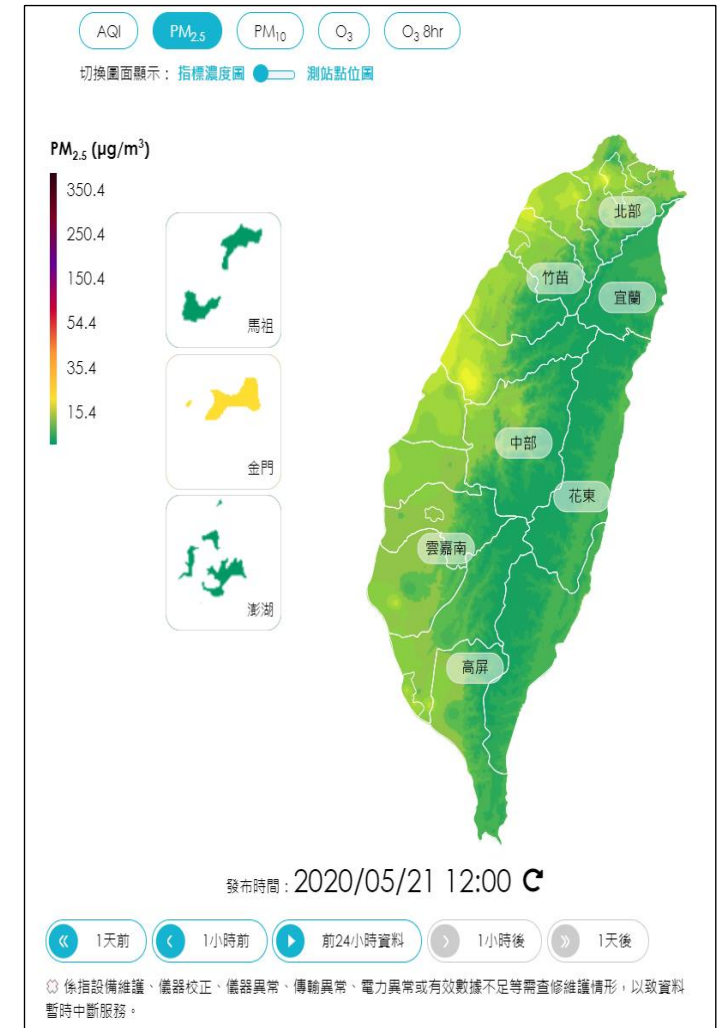 AQI PM2.5 PM10 O3 O3 8hr
切換圖面顯示： 指標濃度圖 測站點位圖
PM2.5 (μg/m³)
350.4
250.4
150.4
54.4
35.4
15.4
馬祖
金門
澎湖
北部
竹苗
宜蘭
中部
花東
雲嘉南
高屏
發布時間 : 2020/05/21 12:00
1天前 1小時前 前24小時資料 1小時後 1天後
係指設備維護、儀器校正、儀器異常、傳輸異常、電力異常或有效數據不足等需查修維護情形，以致資料
暫時中斷服務。